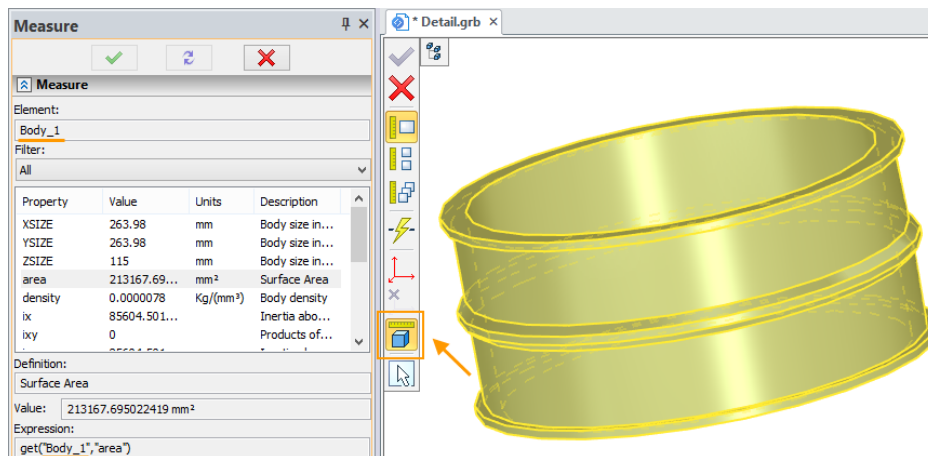 Measure
* Detail.grb
Measure
Element:
Body_1
Filter:
All
Property Value Units Description
XSIZE 263.98 mm Body size in...
YSIZE 263.98 mm Body size in...
ZSIZE 115 mm Body size in...
area 213167.69... mm² Surface Area
density 0.0000078 Kg/(mm³) Body density
ix 85604.501... Inertia abo...
ixy 0 Products of...
Definition:
Surface Area
Value: 213167.695022419 mm²
Expression:
get("Body_1","area")